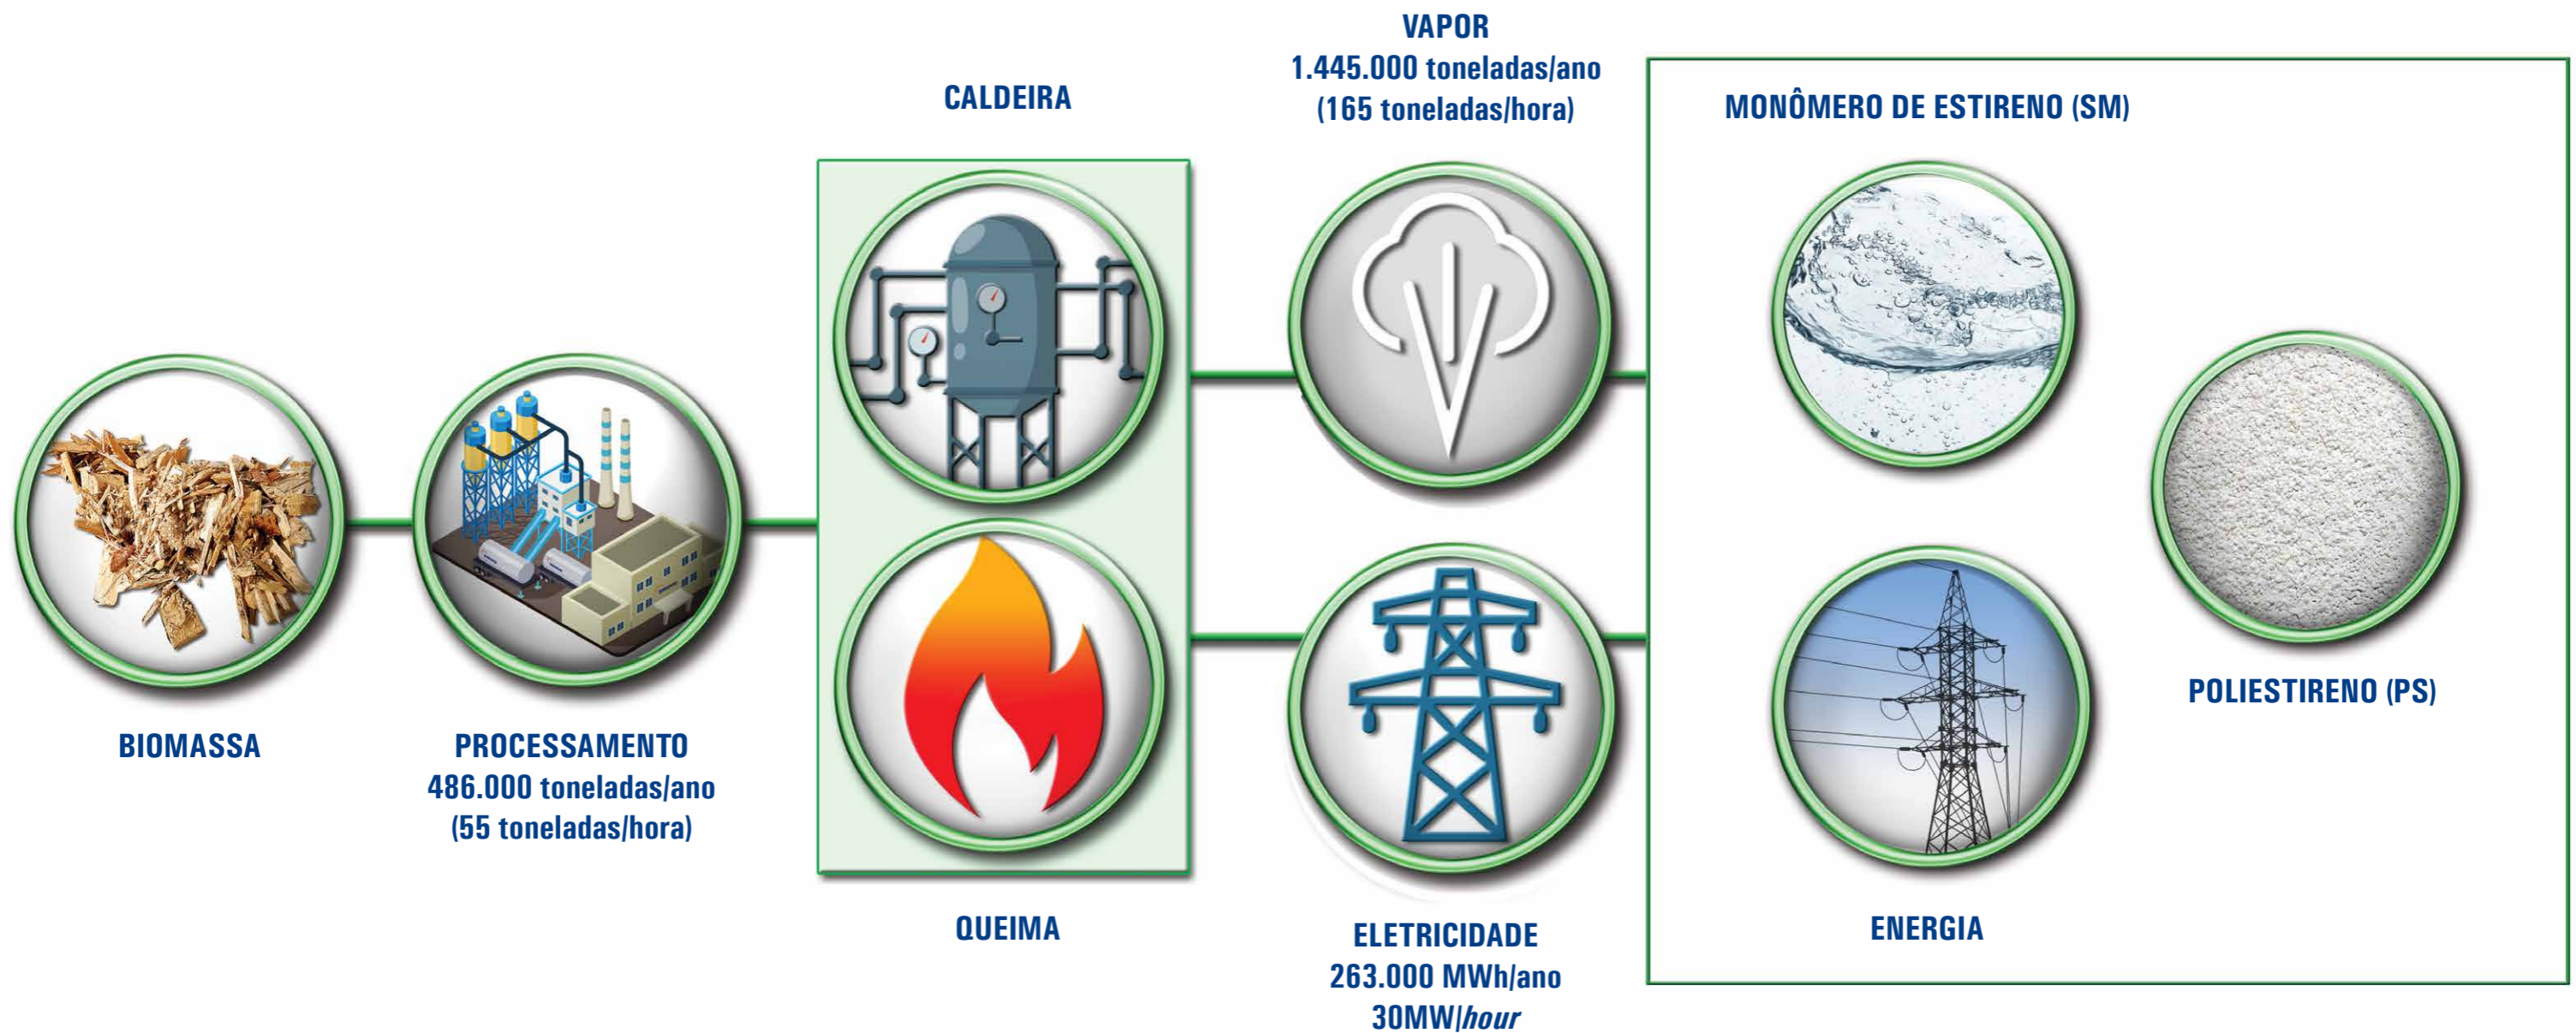 BIOMASSA
PROCESSAMENTO
486.000 toneladas/ano
(55 toneladas/hora)
CALDEIRA
QUEIMA
VAPOR
1.445.000 toneladas/ano
(165 toneladas/hora)
ELETRICIDADE
263.000 MWh/ano
30MW/hour
MONÔMERO DE ESTIRENO (SM)
ENERGIA
POLIESTIRENO (PS)